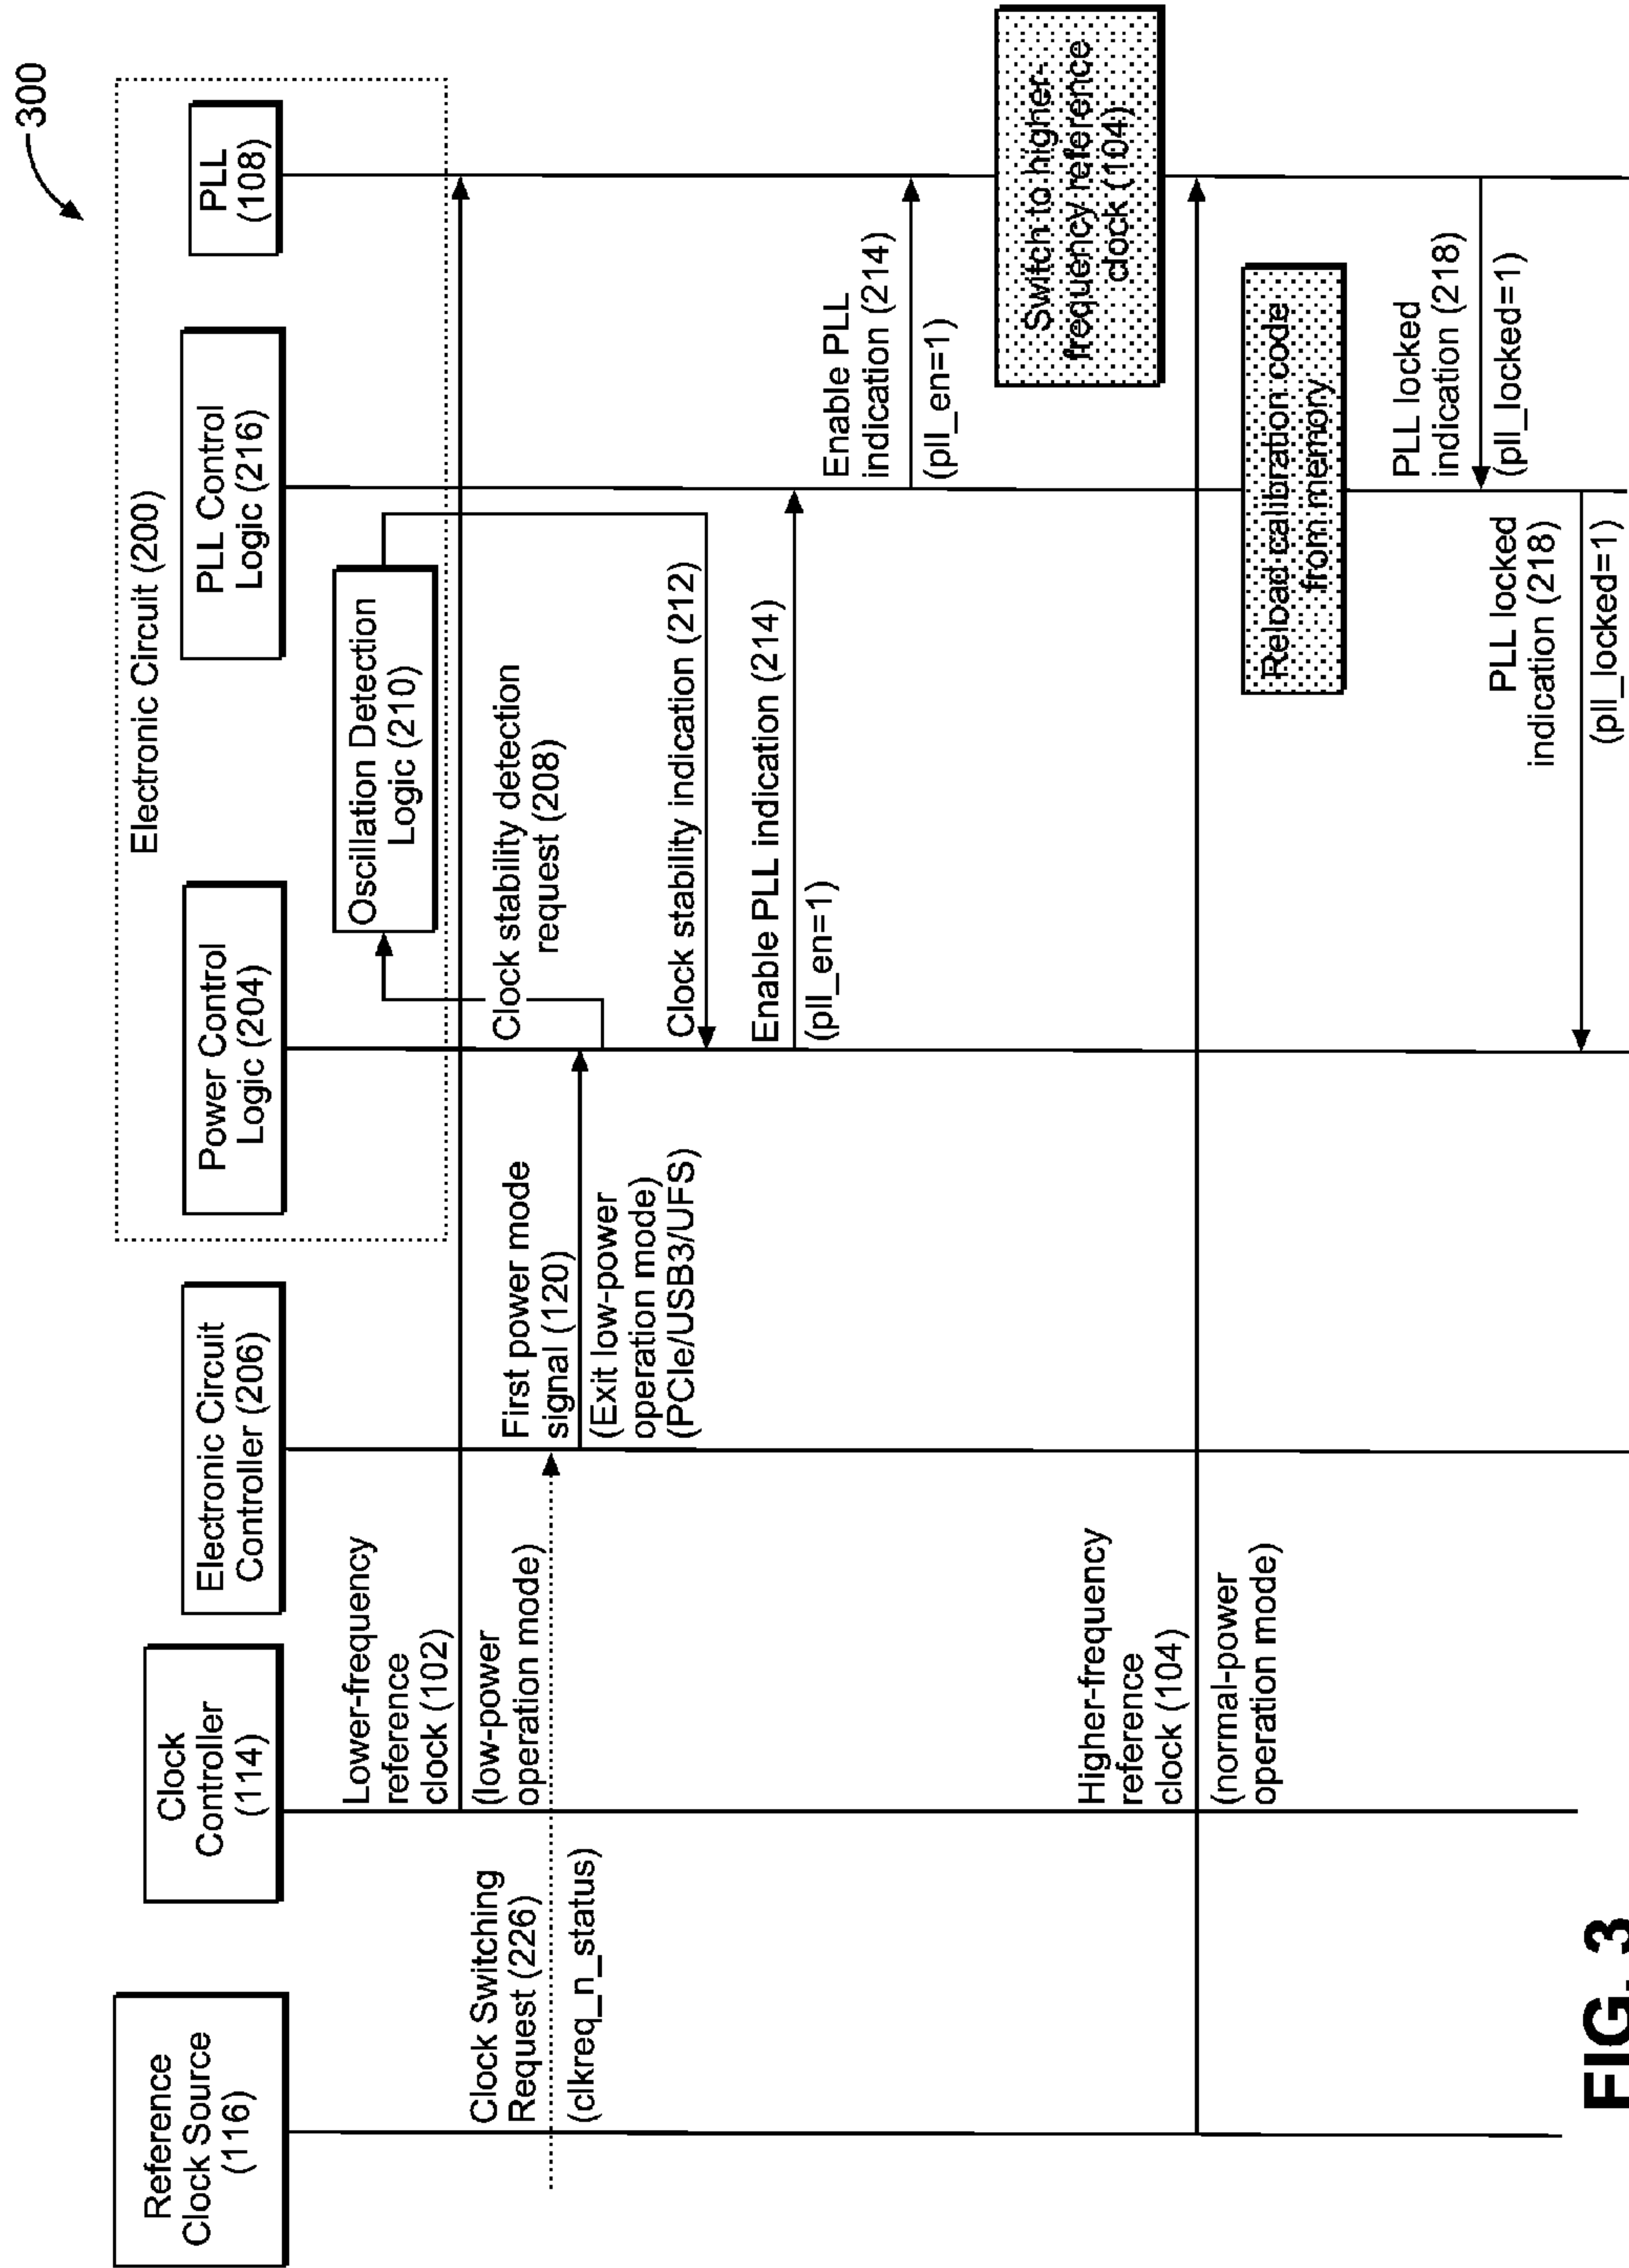 300
Electronic Circuit (200)
Reference
Clock Source
(116)
Clock
Controller
(114)
Electronic Circuit
Controller (206)
Power Control
Logic (204)
PLL Control
Logic (216)
PLL
(108)
Oscillation Detection
Logic (210)
Lower-frequency
reference
clock (102)
(low-power
operation mode)
Clock Switching
Request (226)
(clkreq_n_status)
First power mode
signal (120)
(Exit low-power
operation mode)
(PCIe/USB3/UFS)
Clock stability detection
request (208)
Clock stability indication (212)
Enable PLL indication (214)
(pll_en=1)
Enable PLL
indication (214)
(pll_en=1)
Switch to higher-
frequency reference
clock (104)
Higher-frequency
reference
clock (104)
(normal-power
operation mode)
Reload calibration code
from memory
PLL locked
indication (218)
(pll_locked=1)
PLL locked
indication (218)
(pll_locked=1)
FIG. 3